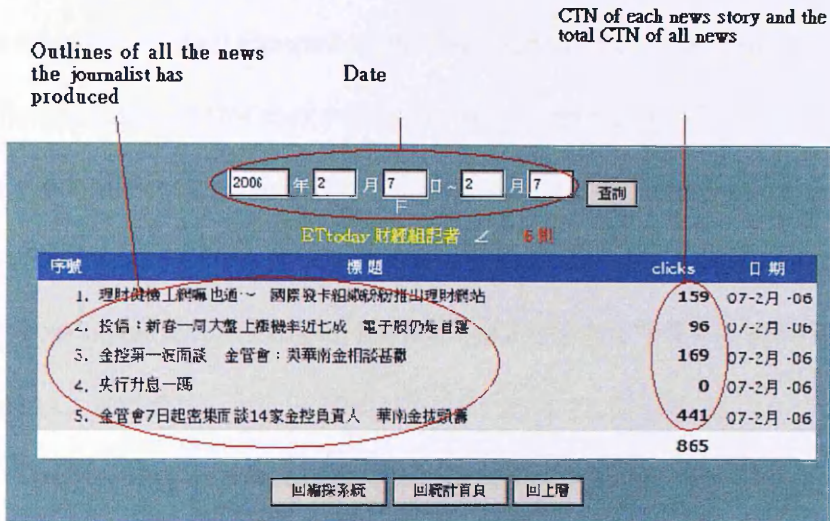 CTN of each news story and the
total CTN of all news
Outlines of all the news
the journalist has
produced
Date
2006 年 2 月 7 日 ~ 2 月 7 日 查詢
ETtoday 財經組記者 5 則
序號 標題 clicks 日期
1. 理財健檢上網嘛也通~ 國際發卡組織紛紛推出理財網站 159 07-2月 -06
2. 投信：新春一周大盤上漲機率近七成 電子股仍是首選 96 07-2月 -06
3. 金控第一波面談 金管會：與華南金相談甚歡 169 07-2月 -06
4. 央行升息一碼 0 07-2月 -06
5. 金管會7日起密集面談14家金控負責人 華南金拔頭籌 441 07-2月 -06
865
回編採系統 回統計首頁 回上層